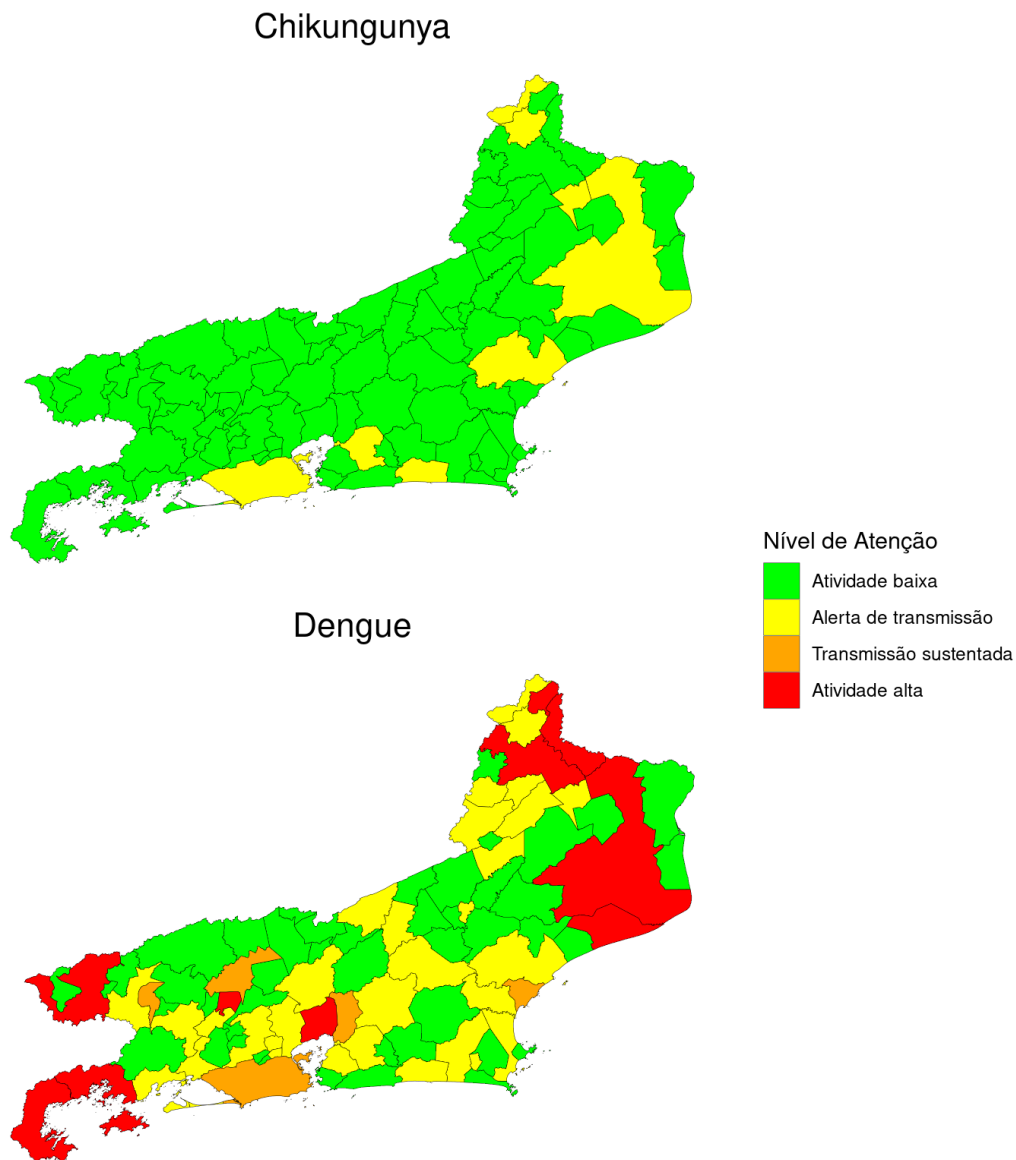 Chikungunya
Nível de Atenção
Atividade baixa
Alerta de transmissão
Transmissão sustentada
Atividade alta
Dengue